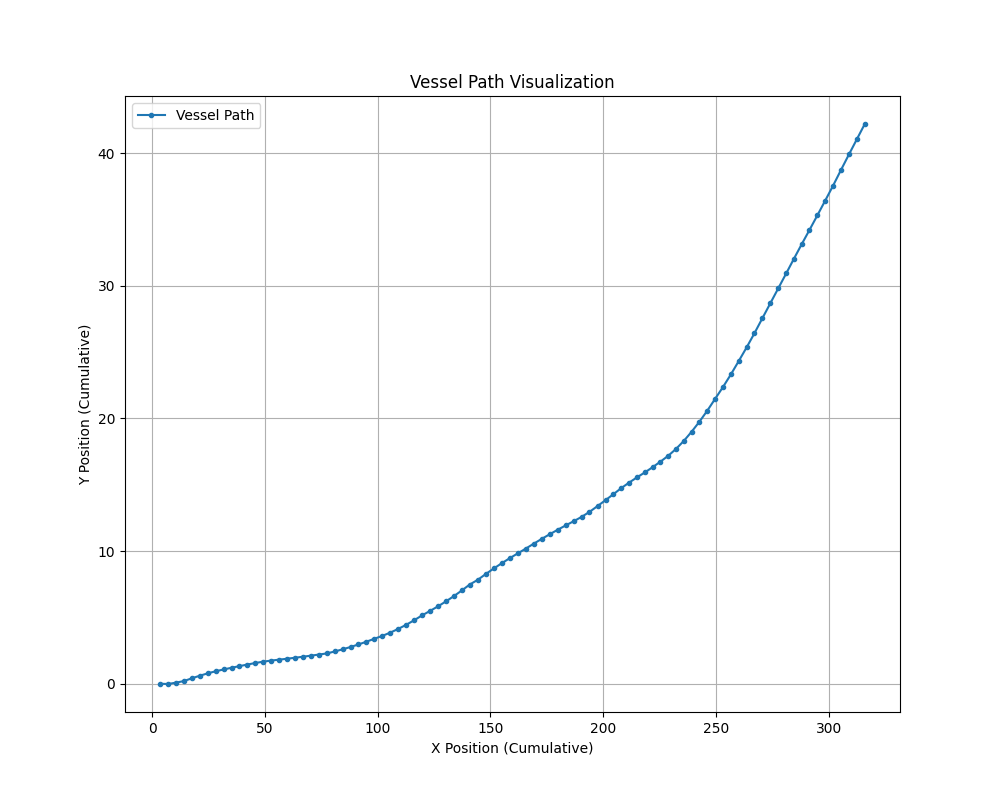 Vessel Path Visualization
Vessel Path
Y Position (Cumulative)
40
30
20
10
0
0 50 100 150 200 250 300
X Position (Cumulative)